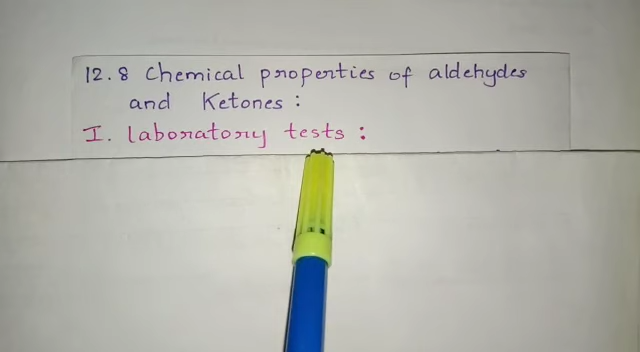 12.8 Chemical properties of aldehydes
and Ketones :
I. laboratory tests :